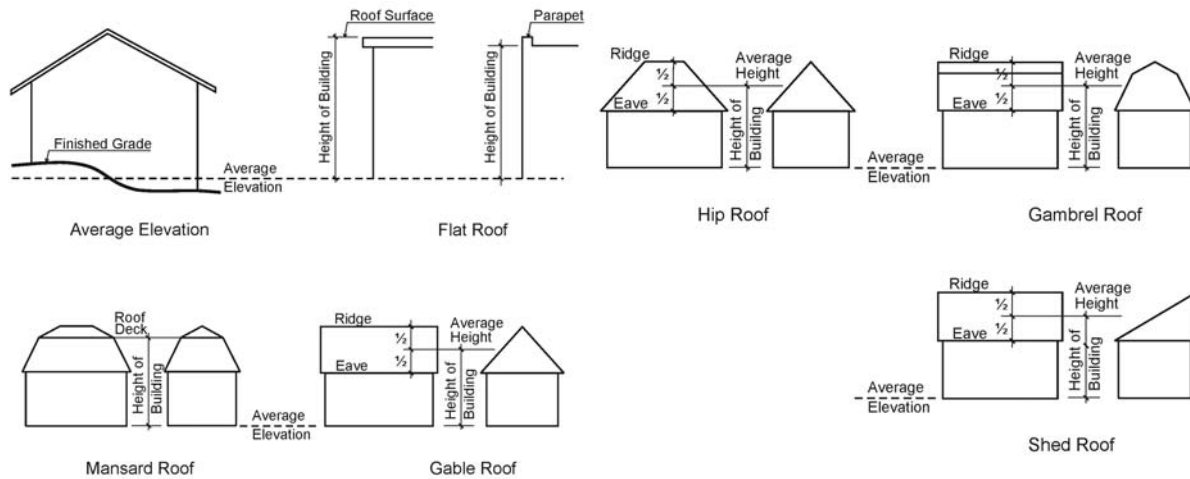 Roof Surface
Height of Building
Finished Grade
Average
Elevation
Average Elevation
Parapet
Height of Building
Flat Roof
Ridge
½
½
Eave
Average
Height
Height of
Building
Hip Roof
Ridge
½
½
Eave
Average
Height
Height of
Building
Average
Elevation
Gambrel Roof
Roof
Deck
Height of
Building
Mansard Roof
Average
Elevation
Ridge
½
½
Eave
Average
Height
Height of
Building
Gable Roof
Ridge
½
½
Eave
Average
Height
Height of
Building
Average
Elevation
Shed Roof